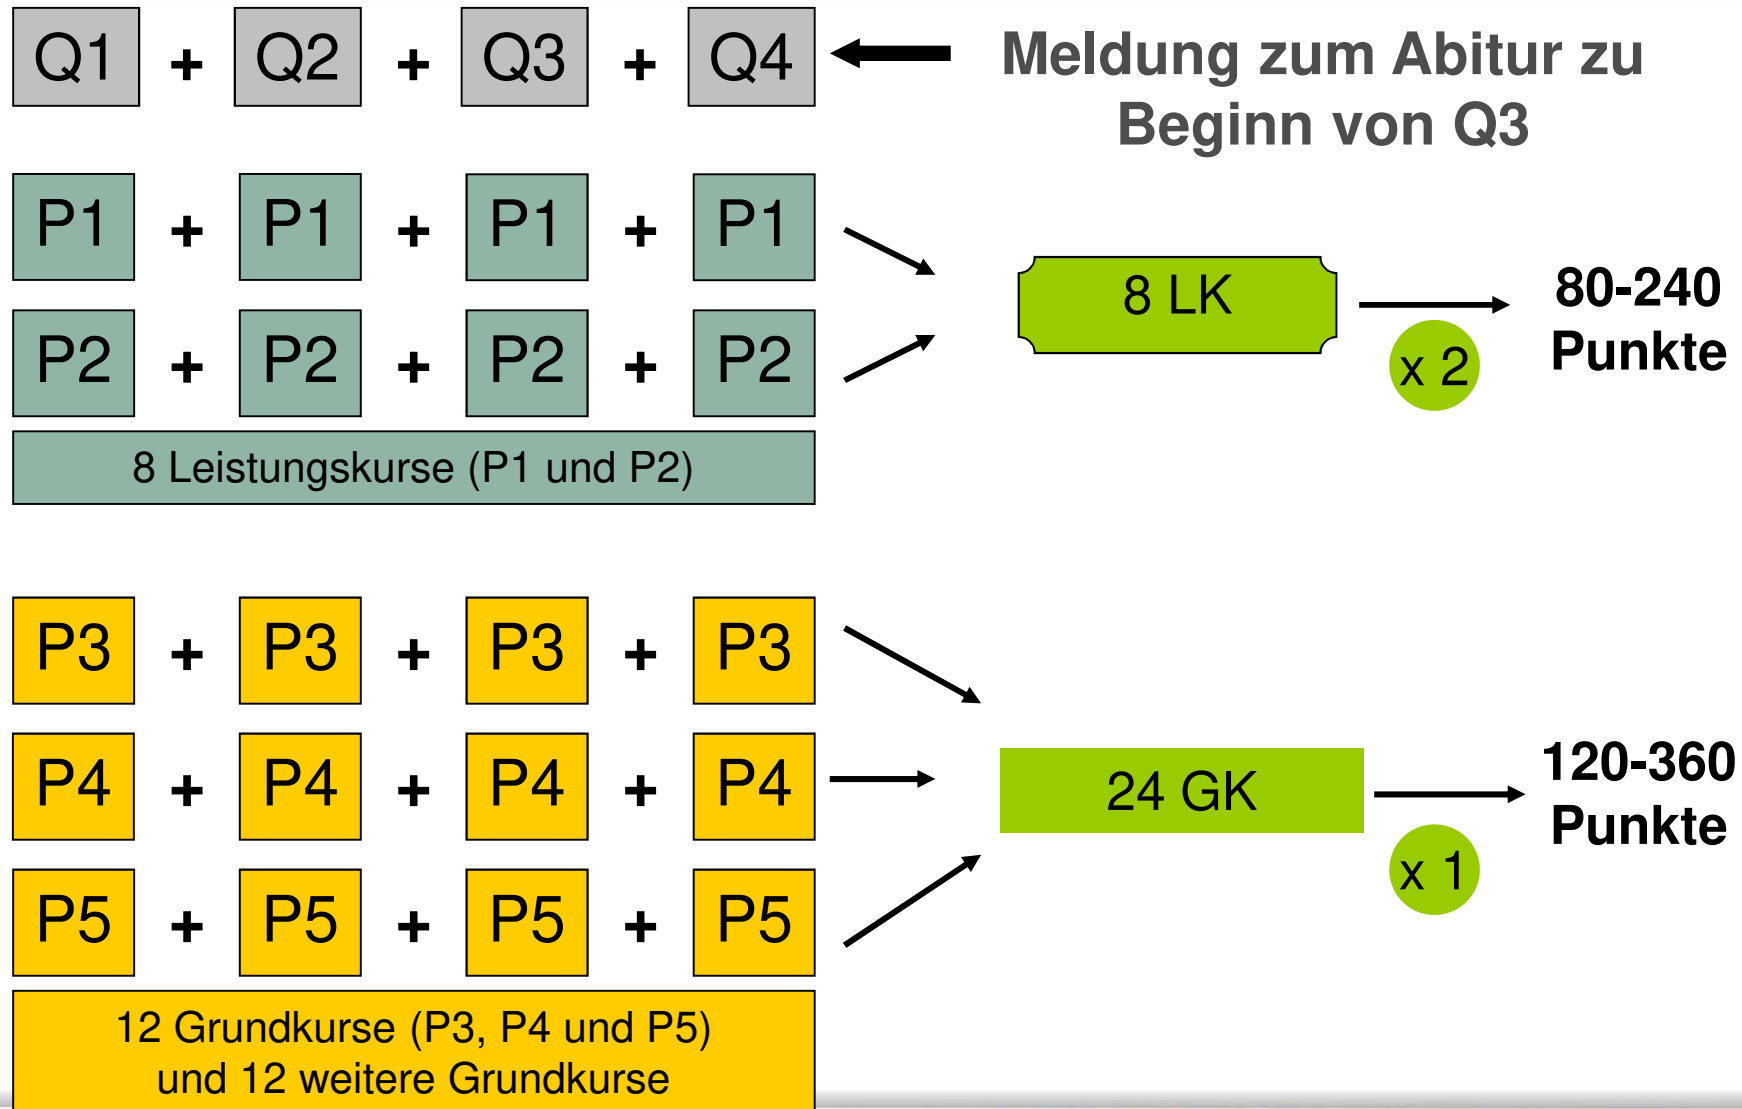 Q1 + Q2 + Q3 + Q4
Meldung zum Abitur zu
Beginn von Q3
P1 + P1 + P1 + P1
P2 + P2 + P2 + P2
8 Leistungskurse (P1 und P2)
8 LK
x 2
80-240
Punkte
P3 + P3 + P3 + P3
P4 + P4 + P4 + P4
P5 + P5 + P5 + P5
12 Grundkurse (P3, P4 und P5)
und 12 weitere Grundkurse
24 GK
x 1
120-360
Punkte